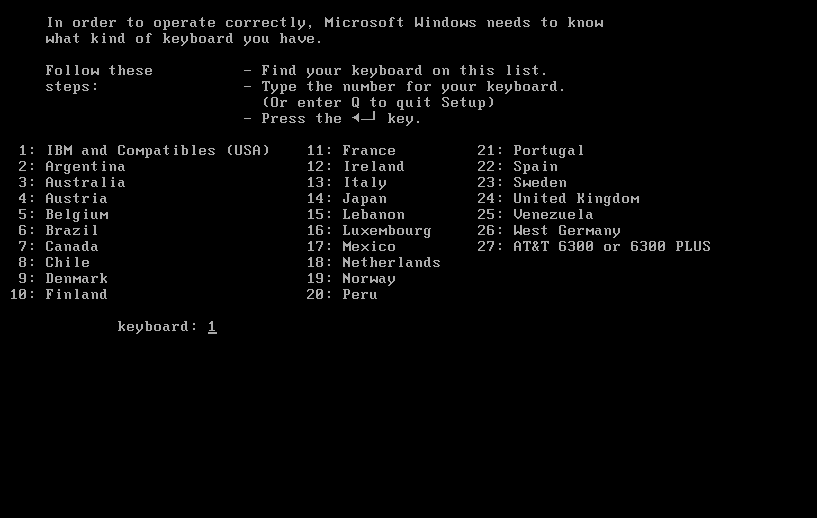 In order to operate correctly, Microsoft Windows needs to know
what kind of keyboard you have.
Follow these - Find your keyboard on this list.
steps: - Type the number for your keyboard.
(Or enter Q to quit Setup)
- Press the ◄─┘ key.
1: IBM and Compatibles (USA) 11: France 21: Portugal
2: Argentina 12: Ireland 22: Spain
3: Australia 13: Italy 23: Sweden
4: Austria 14: Japan 24: United Kingdom
5: Belgium 15: Lebanon 25: Venezuela
6: Brazil 16: Luxembourg 26: West Germany
7: Canada 17: Mexico 27: AT&T 6300 or 6300 PLUS
8: Chile 18: Netherlands
9: Denmark 19: Norway
10: Finland 20: Peru
keyboard: 1